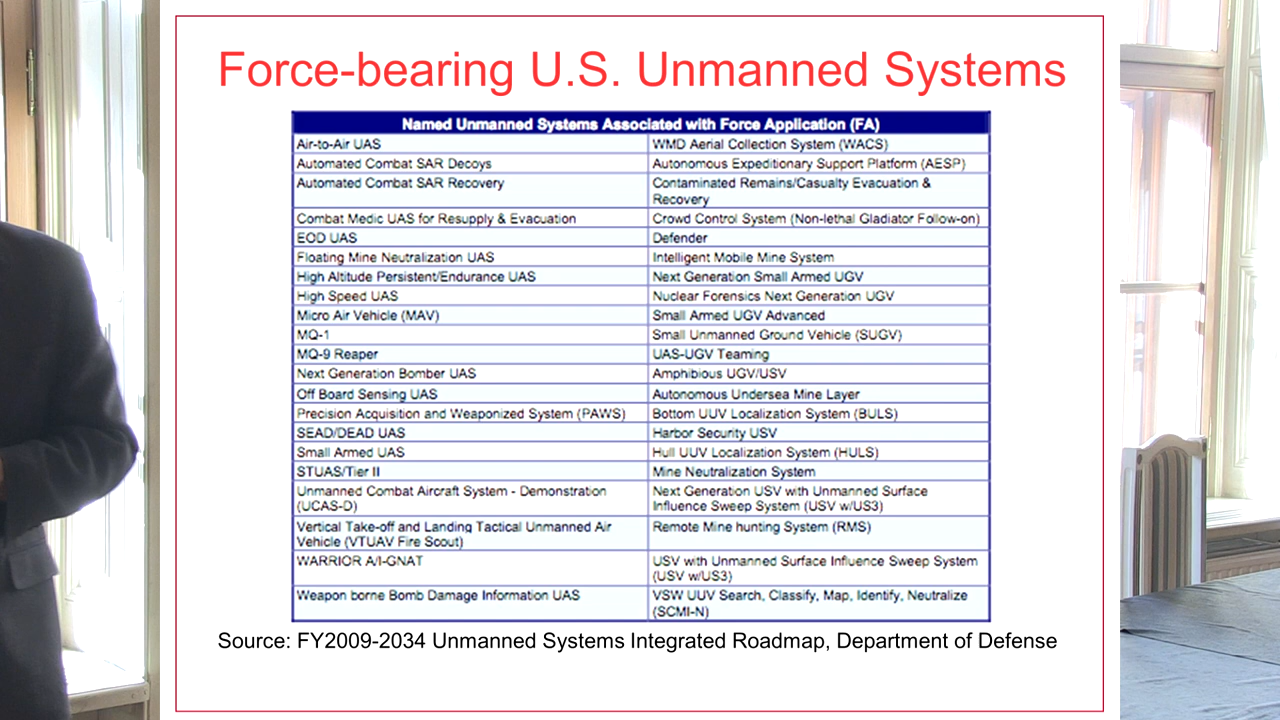 Force-bearing U.S. Unmanned Systems
Named Unmanned Systems Associated with Force Application (FA)
Air-to-Air UAS
WMD Aerial Collection System (WACS)
Automated Combat SAR Decoys
Autonomous Expeditionary Support Platform (AESP)
Automated Combat SAR Recovery
Contaminated Remains/Casualty Evacuation &
Recovery
Combat Medic UAS for Resupply & Evacuation
Crowd Control System (Non-lethal Gladiator Follow-on)
EOD UAS
Defender
Floating Mine Neutralization UAS
Intelligent Mobile Mine System
High Altitude Persistent/Endurance UAS
Next Generation Small Armed UGV
High Speed UAS
Nuclear Forensics Next Generation UGV
Micro Air Vehicle (MAV)
Small Armed UGV Advanced
MQ-1
Small Unmanned Ground Vehicle (SUGV)
MQ-9 Reaper
UAS-UGV Teaming
Next Generation Bomber UAS
Amphibious UGV/USV
Off Board Sensing UAS
Autonomous Undersea Mine Layer
Precision Acquisition and Weaponized System (PAWS)
Bottom UUV Localization System (BULS)
SEAD/DEAD UAS
Harbor Security USV
Small Armed UAS
Hull UUV Localization System (HULS)
STUAS/Tier II
Mine Neutralization System
Unmanned Combat Aircraft System - Demonstration
(UCAS-D)
Next Generation USV with Unmanned Surface
Influence Sweep System (USV w/US3)
Vertical Take-off and Landing Tactical Unmanned Air
Vehicle (VTUAV Fire Scout)
Remote Mine hunting System (RMS)
WARRIOR A/I-GNAT
USV with Unmanned Surface Influence Sweep System
(USV w/US3)
Weapon borne Bomb Damage Information UAS
VSW UUV Search, Classify, Map, Identify, Neutralize
(SCMI-N)
Source: FY2009-2034 Unmanned Systems Integrated Roadmap, Department of Defense